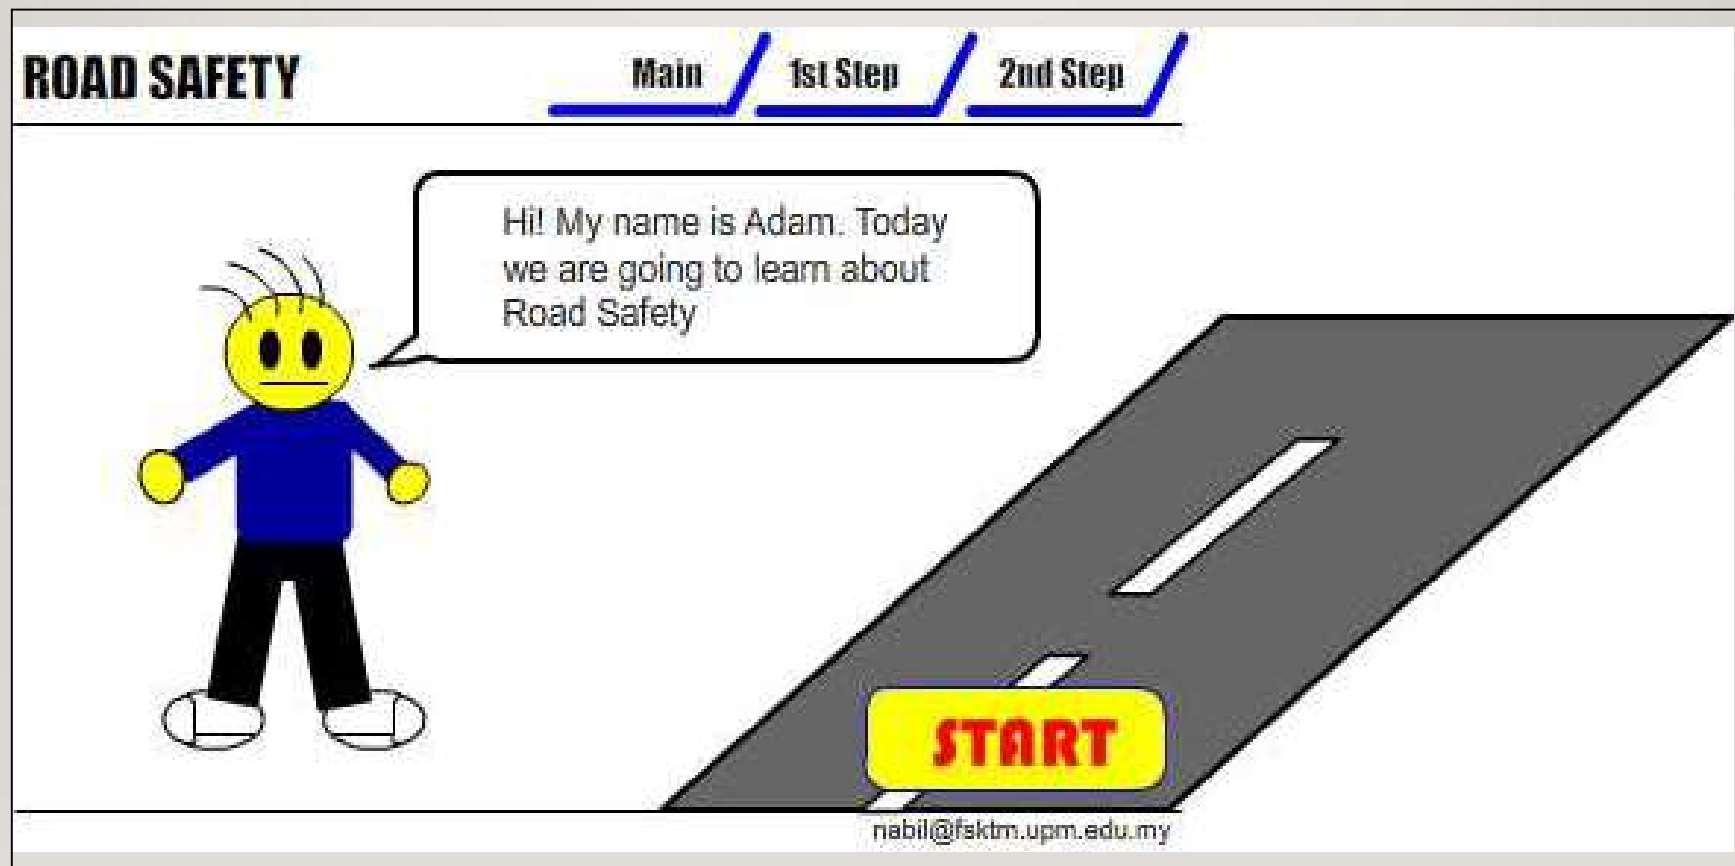 ROAD SAFETY
Main
1st Step
2nd Step
Hi! My name is Adam. Today
we are going to learn about
Road Safety
START
nabil@fsktm.upm.edu.my